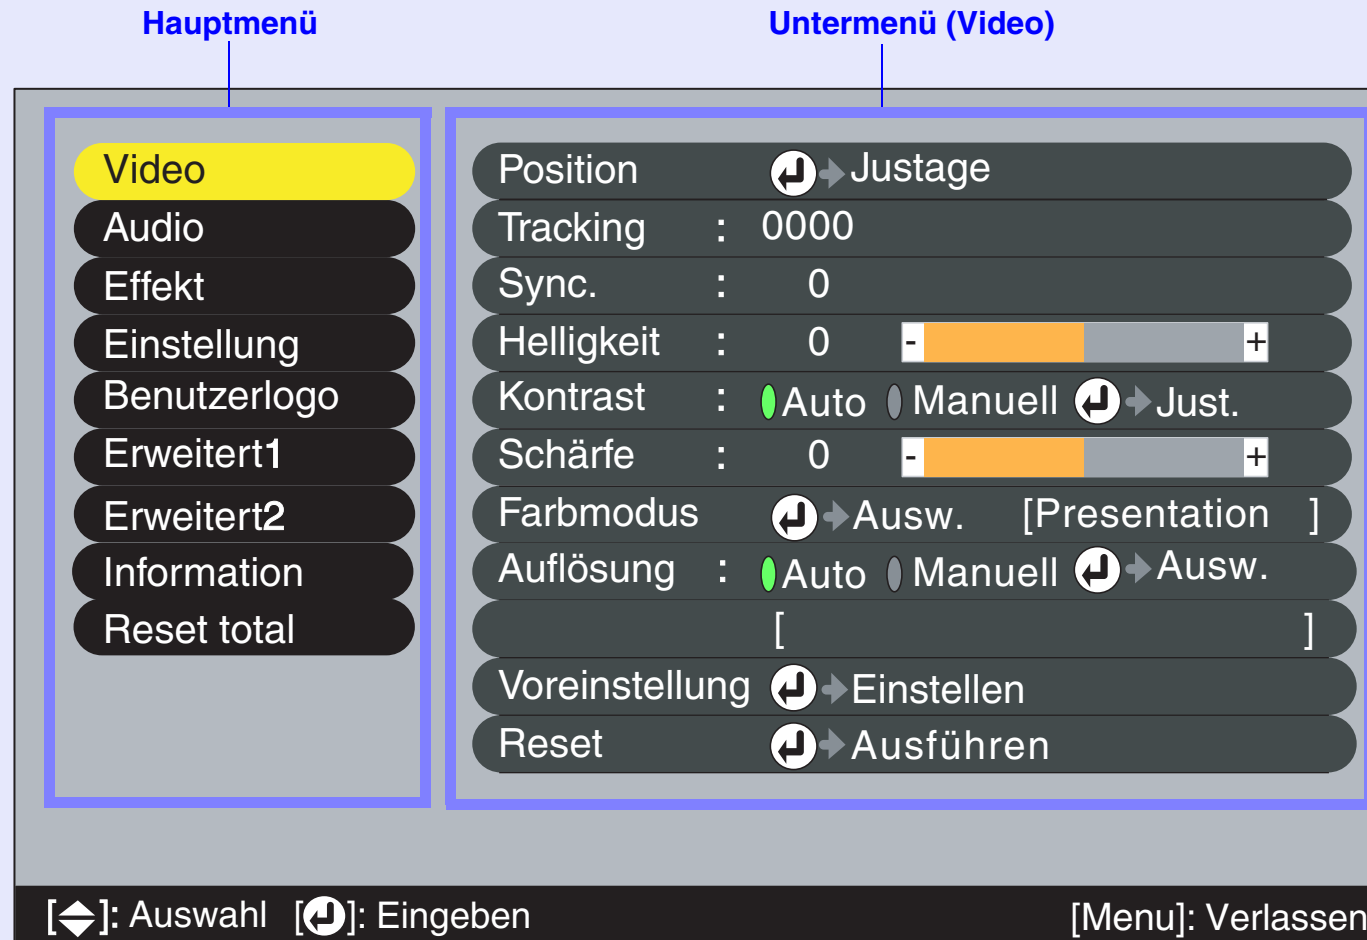 Hauptmenü
Untermenü (Video)
Video
Audio
Effekt
Einstellung
Benutzerlogo
Erweitert1
Erweitert2
Information
Reset total
Position Justage
Tracking : 0000
Sync. : 0
Helligkeit : 0 - +
Kontrast : Auto Manuell Just.
Schärfe : 0 - +
Farbmodus Ausw. [Presentation ]
Auflösung : Auto Manuell Ausw.
[ ]
Voreinstellung Einstellen
Reset Ausführen
[ ]: Auswahl [ ]: Eingeben [Menu]: Verlassen